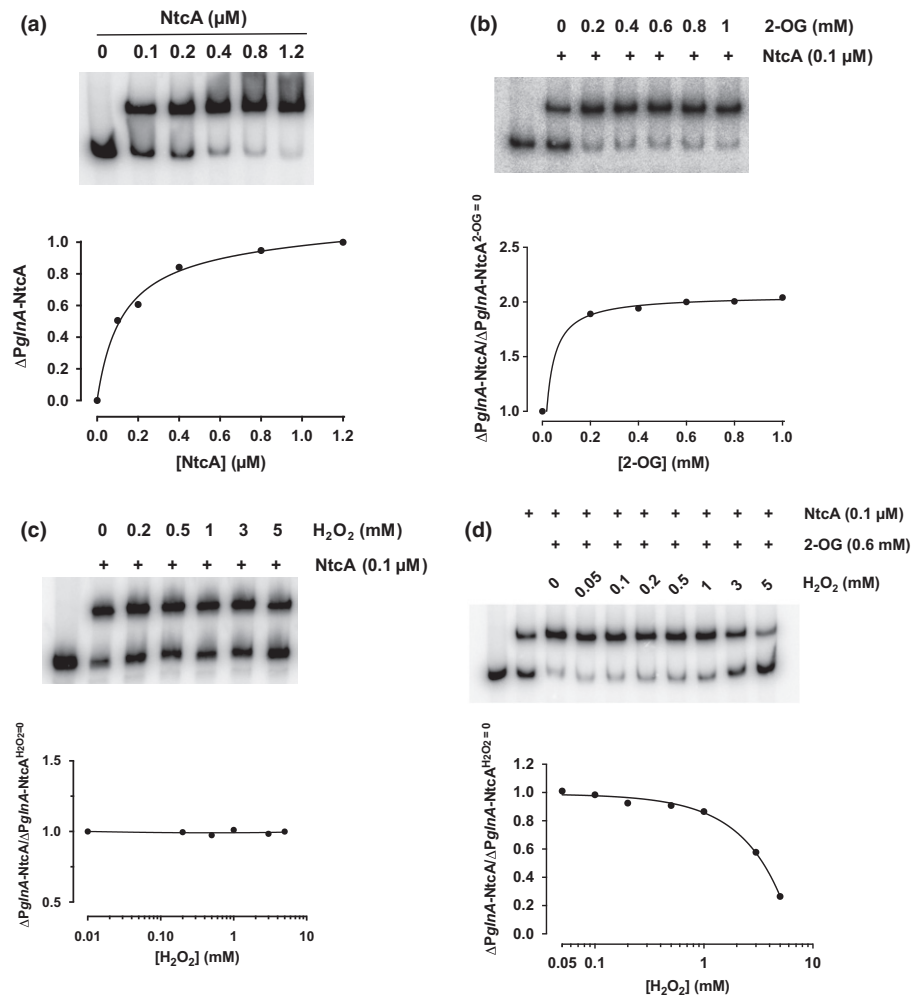 (a)
NtcA (µM)
0 0.1 0.2 0.4 0.8 1.2
ΔPglnA-NtcA
1.0
0.8
0.6
0.4
0.2
0.0
0.0 0.2 0.4 0.6 0.8 1.0 1.2
[NtcA] (µM)
(b)
0 0.2 0.4 0.6 0.8 1 2-OG (mM)
+ + + + + + NtcA (0.1 µM)
ΔPglnA-NtcA/ΔPglnA-NtcA2-OG = 0
2.5
2.0
1.5
1.0
0.0 0.2 0.4 0.6 0.8 1.0
[2-OG] (mM)
(c)
0 0.2 0.5 1 3 5 H2O2 (mM)
+ + + + + + NtcA (0.1 µM)
ΔPglnA-NtcA/ΔPglnA-NtcAH2O2=0
1.5
1.0
0.5
0.01 0.10 1 10
[H2O2] (mM)
(d)
+ + + + + + + + + NtcA (0.1 µM)
+ + + + + + + + 2-OG (0.6 mM)
0 0.05 0.1 0.2 0.5 1 3 5 H2O2 (mM)
ΔPglnA-NtcA/ΔPglnA-NtcAH2O2 = 0
1.2
1.0
0.8
0.6
0.4
0.2
0.0
0.05 0.1 1 10
[H2O2] (mM)